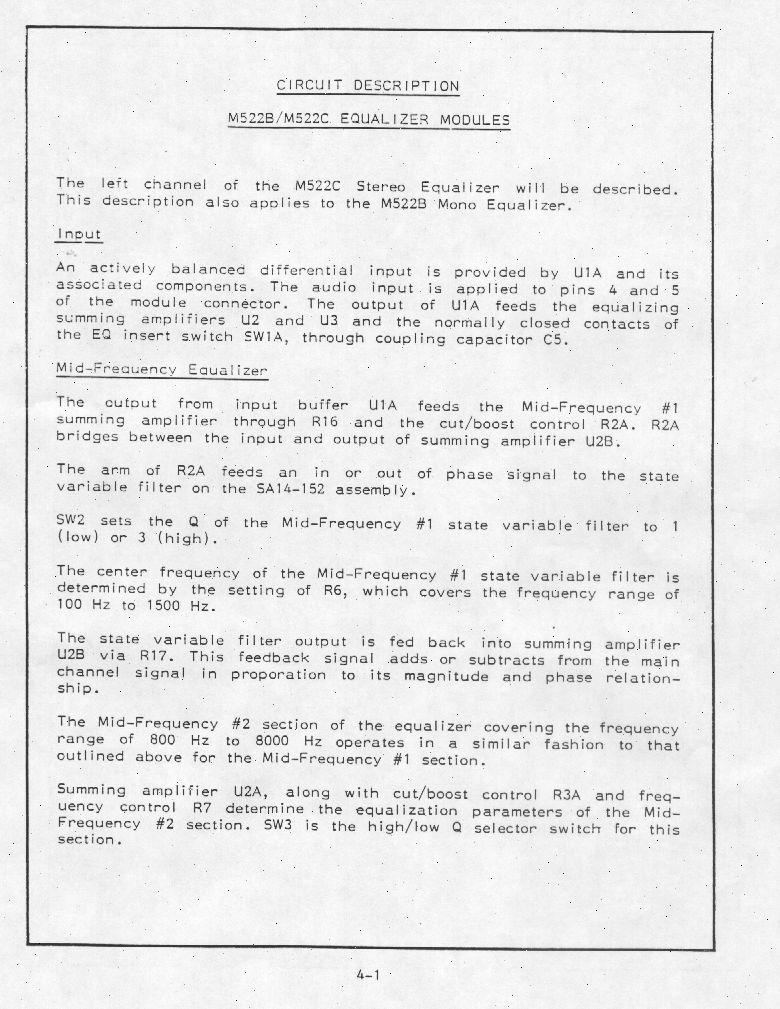 CIRCUIT DESCRIPTION
M522B/M522C EQUALIZER MODULES
The left channel of the M522C Stereo Equalizer will be described.
This description also applies to the M522B Mono Equalizer.
Input
An actively balanced differential input is provided by U1A and its
associated components. The audio input is applied to pins 4 and 5
of the module connector. The output of U1A feeds the equalizing
summing amplifiers U2 and U3 and the normally closed contacts of
the EQ insert switch SW1A, through coupling capacitor C5.
Mid-Frequency Equalizer
The output from input buffer U1A feeds the Mid-Frequency #1
summing amplifier through R16 and the cut/boost control R2A. R2A
bridges between the input and output of summing amplifier U2B.
The arm of R2A feeds an in or out of phase signal to the state
variable filter on the SA14-152 assembly.
SW2 sets the Q of the Mid-Frequency #1 state variable filter to 1
(low) or 3 (high).
The center frequency of the Mid-Frequency #1 state variable filter is
determined by the setting of R6, which covers the frequency range of
100 Hz to 1500 Hz.
The state variable filter output is fed back into summing amplifier
U2B via R17. This feedback signal adds or subtracts from the main
channel signal in proporation to its magnitude and phase relation-
ship.
The Mid-Frequency #2 section of the equalizer covering the frequency
range of 800 Hz to 8000 Hz operates in a similar fashion to that
outlined above for the Mid-Frequency #1 section.
Summing amplifier U2A, along with cut/boost control R3A and freq-
uency control R7 determine the equalization parameters of the Mid-
Frequency #2 section. SW3 is the high/low Q selector switch for this
section.
4-1